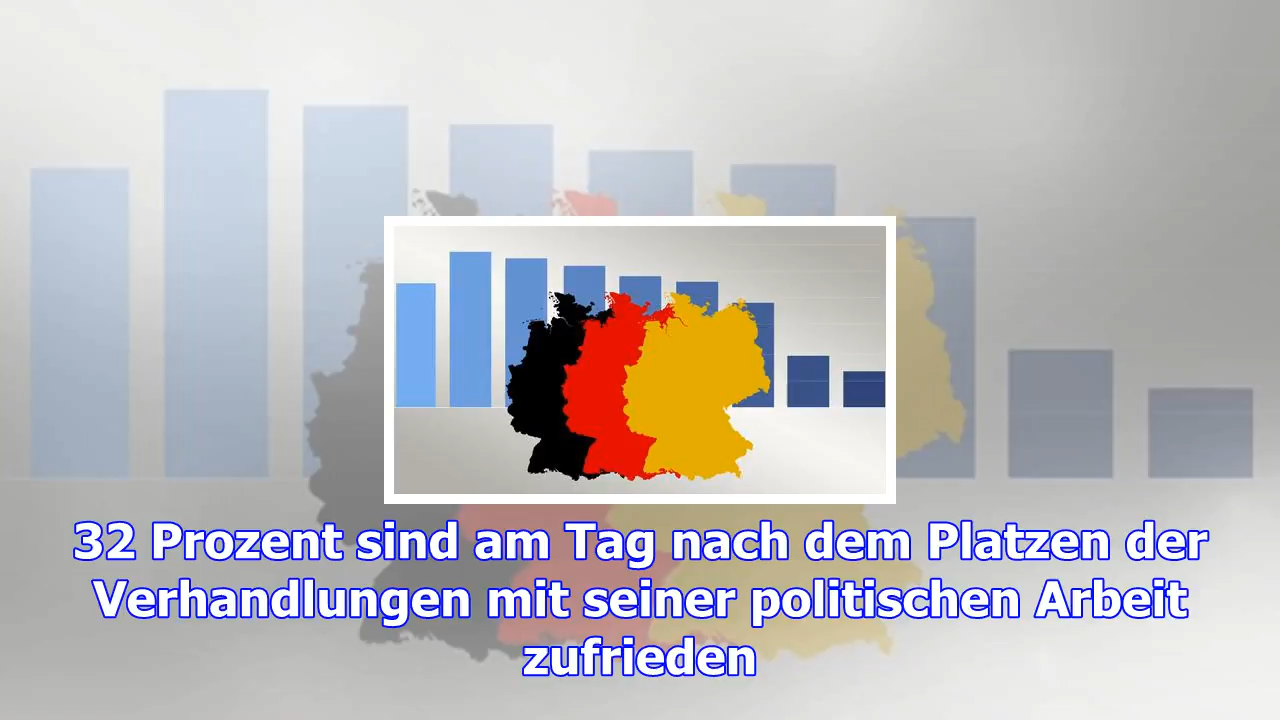 32 Prozent sind am Tag nach dem Platzen der
Verhandlungen mit seiner politischen Arbeit
zufrieden